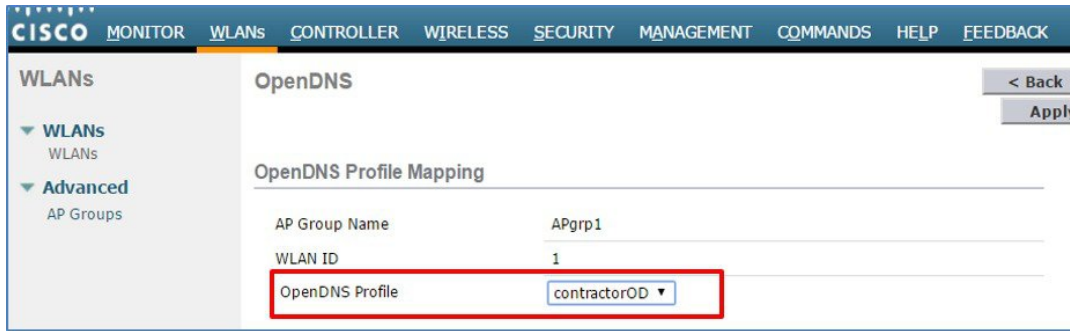 CISCO MONITOR WLANs CONTROLLER WIRELESS SECURITY MANAGEMENT COMMANDS HELP FEEDBACK
WLANs
OpenDNS
< Back
Apply
WLANs
WLANs
Advanced
AP Groups
OpenDNS Profile Mapping
AP Group Name APgrp1
WLAN ID 1
OpenDNS Profile contractorOD